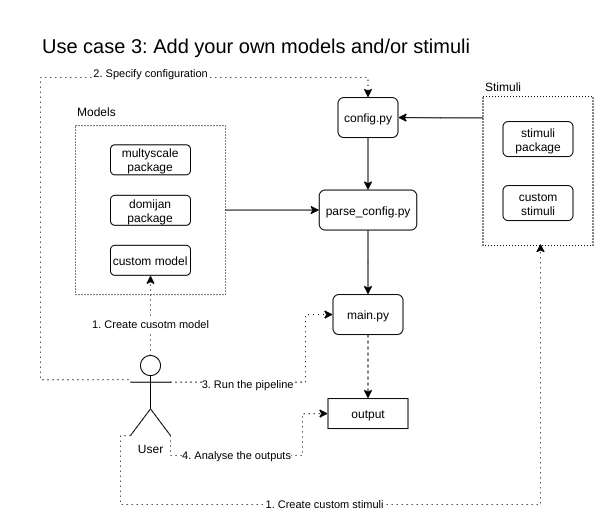 Use case 3: Add your own models and/or stimuli
2. Specify configuration
Stimuli
Models
config.py
stimuli
package
multyscale
package
custom
stimuli
domijan
package
parse_config.py
custom model
main.py
1. Create cusotm model
3. Run the pipeline
output
User
4. Analyse the outputs
1. Create custom stimuli